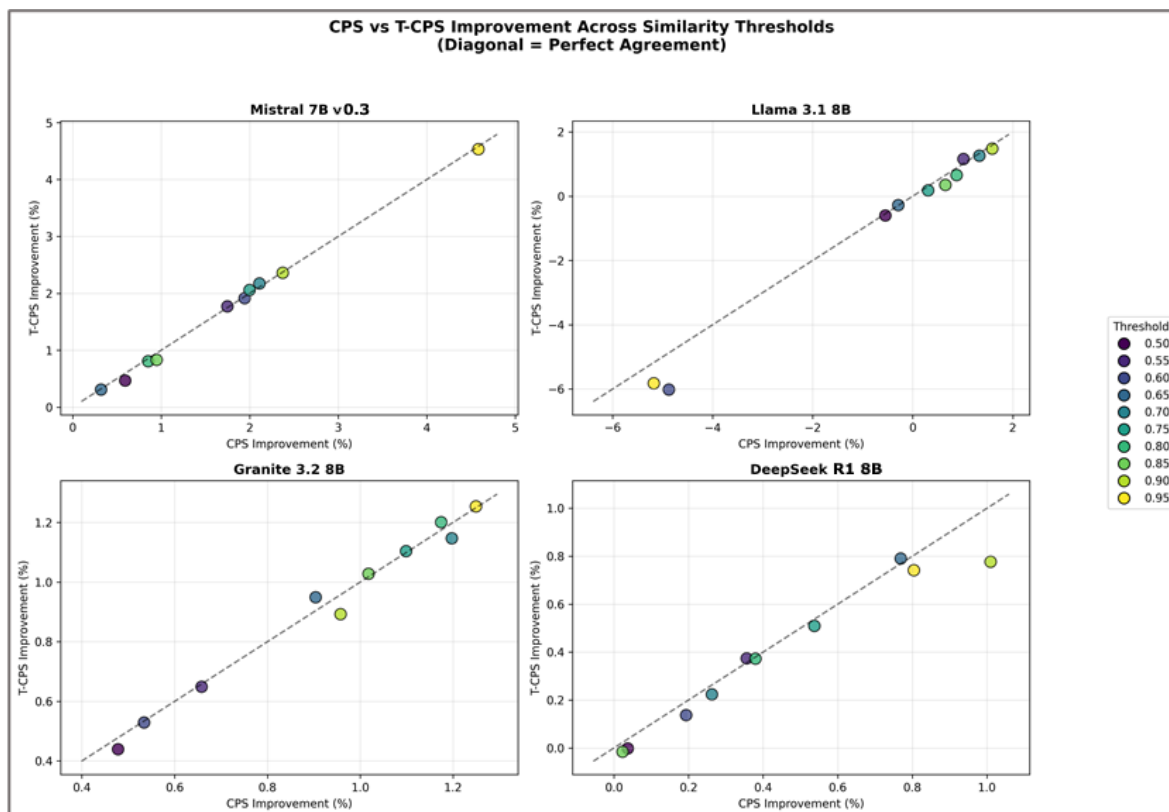 CPS vs T-CPS Improvement Across Similarity Thresholds
(Diagonal = Perfect Agreement)
Mistral 7B v0.3
5
4
3
2
1
0
T-CPS Improvement (%)
0 1 2 3 4 5
CPS Improvement (%)
Llama 3.1 8B
2
0
−2
−4
−6
T-CPS Improvement (%)
−6 −4 −2 0 2
CPS Improvement (%)
Granite 3.2 8B
1.2
1.0
0.8
0.6
0.4
T-CPS Improvement (%)
0.4 0.6 0.8 1.0 1.2
CPS Improvement (%)
DeepSeek R1 8B
1.0
0.8
0.6
0.4
0.2
0.0
T-CPS Improvement (%)
0.0 0.2 0.4 0.6 0.8 1.0
CPS Improvement (%)
Threshold
0.50
0.55
0.60
0.65
0.70
0.75
0.80
0.85
0.90
0.95